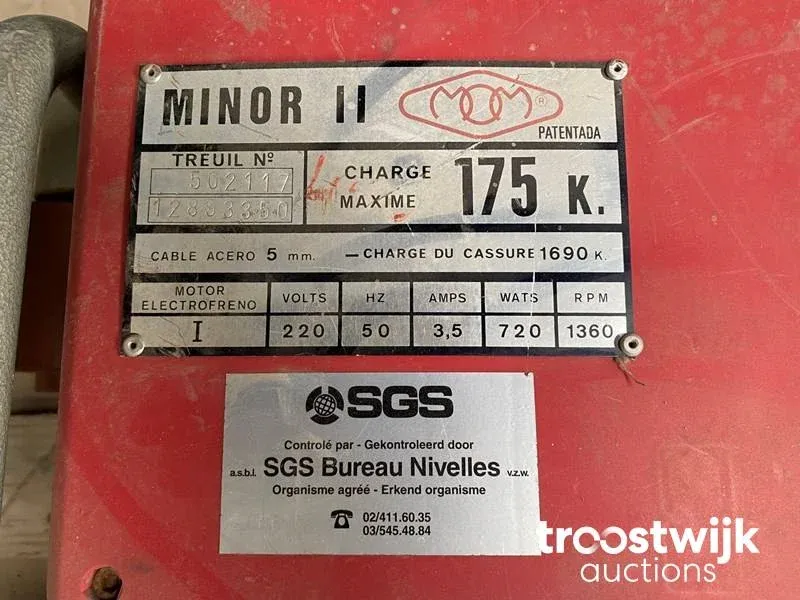 MINOR II
MOM ®
PATENTADA
TREUIL Nº
502117
12893350
CHARGE
MAXIME
175 K.
CABLE ACERO 5 mm. - CHARGE DU CASSURE 1690 K.
MOTOR
ELECTROFRENO
VOLTS HZ AMPS WATS RPM
I 220 50 3,5 720 1360
SGS
Controlé par - Gekontroleerd door
a.s.b.l. SGS Bureau Nivelles v.z.w.
Organisme agréé - Erkend organisme
02/411.60.35
03/545.48.84
troostwijk
auctions